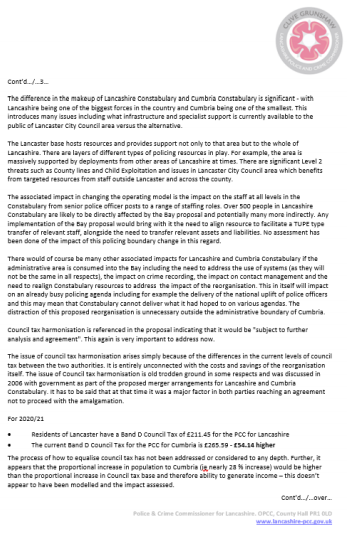 CLIVE GRUNSHAW
Cont'd.../...3...
The difference in the makeup of Lancashire Constabulary and Cumbria Constabulary is significant - with
Lancashire being one of the biggest forces in the country and Cumbria being one of the smallest. This
introduces many issues including what infrastructure and specialist support is currently available to the
public of Lancaster City Council area versus the alternative.
The Lancaster base hosts resources and provides support not only to that area but to the whole of
Lancashire. There are layers of different types of policing resources in play. For example, the area is
massively supported by deployments from other areas of Lancashire at times. There are significant Level 2
threats such as County lines and Child Exploitation and issues in Lancaster City Council area which benefits
from targeted resources from staff outside Lancaster and across the county.
The associated impact in changing the operating model is the impact on the staff at all levels in the
Constabulary from senior police officer posts to a range of staffing roles. Over 500 people in Lancashire
Constabulary are likely to be directly affected by the Bay proposal and potentially many more indirectly. Any
implementation of the Bay proposal would bring with it the need to align resource to facilitate a TUPE type
transfer of relevant staff, alongside the need to transfer relevant assets and liabilities. No assessment has
been done of the impact of this policing boundary change in this regard.
There would of course be many other associated impacts for Lancashire and Cumbria Constabulary if the
administrative area is consumed into the Bay including the need to address the use of systems (as they will
not be the same in all respects), the impact on crime recording, the impact on contact management and the
need to realign Constabulary resources to address the impact of the reorganisation. This in itself will impact
on an already busy policing agenda including for example the delivery of the national uplift of police officers
and this may mean that Constabulary cannot deliver what it had hoped to on various agendas. The
distraction of this proposed reorganisation is unnecessary outside the administrative boundary of Cumbria.
Council tax harmonisation is referenced in the proposal indicating that it would be "subject to further
analysis and agreement". This again is very important to address now.
The issue of council tax harmonisation arises simply because of the differences in the current levels of council
tax between the two authorities. It is entirely unconnected with the costs and savings of the reorganisation
itself. The issue of council tax harmonisation is old trodden ground in some respects and was discussed in
2006 with government as part of the proposed merger arrangements for Lancashire and Cumbria
Constabulary. It has to be said that at that time it was a major factor in both parties reaching an agreement
not to proceed with the amalgamation.
For 2020/21
• Residents of Lancaster have a Band D Council Tax of £211.45 for the PCC for Lancashire
• The current Band D Council Tax for the PCC for Cumbria is £265.59 - £54.14 higher
The process of how to equalise council tax has not been addressed or considered to any depth. Further, it
appears that the proportional increase in population to Cumbria (ie nearly 28 % increase) would be higher
than the proportional increase in Council tax base and therefore ability to generate income – this doesn't
appear to have been modelled and the impact assessed.
Cont'd.../...over...
Police & Crime Commissioner for Lancashire. OPCC, County Hall PR1 8LD
www.lancashire-pcc.gov.uk